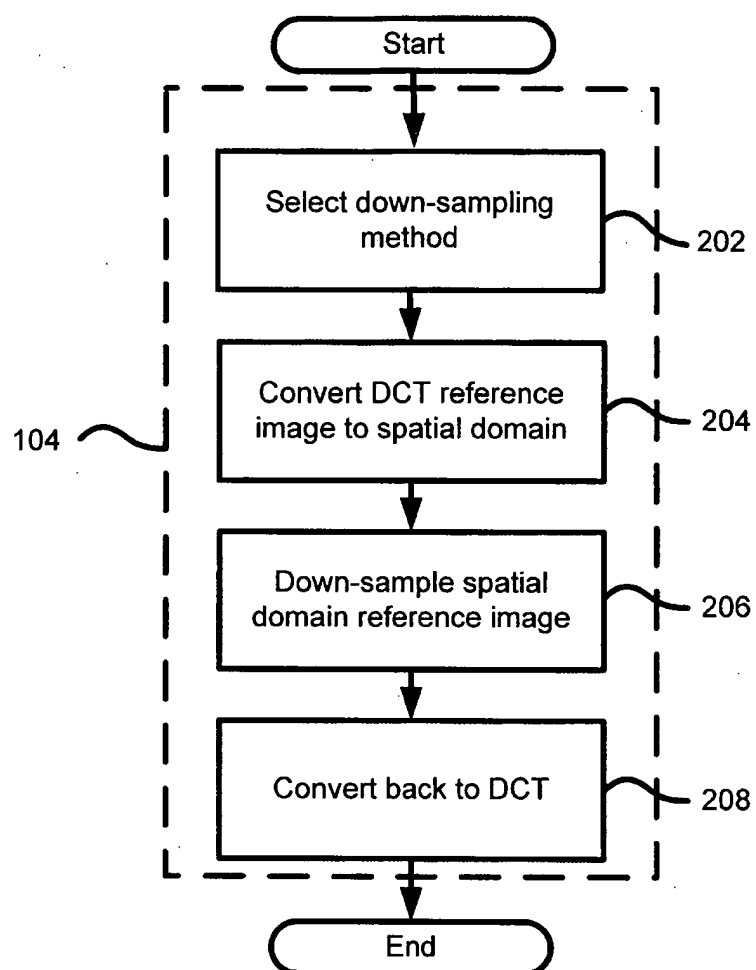 Start
Select down-sampling
method
202
Convert DCT reference
image to spatial domain
104
204
Down-sample spatial
domain reference image
206
Convert back to DCT
208
End